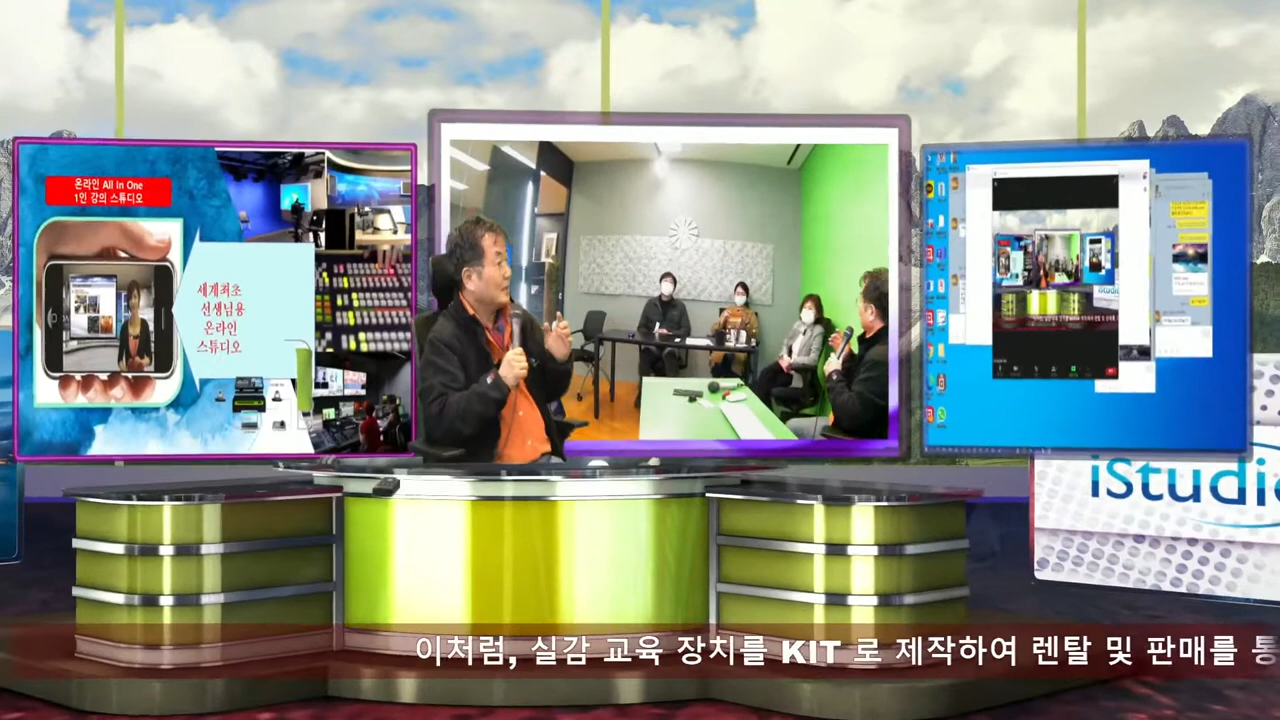 온라인 All In One
1인 강의 스튜디오
세계최초
선생님용
온라인
스튜디오
iStudio
이처럼, 실감 교육 장치를 KIT 로 제작하여 렌탈 및 판매를 통